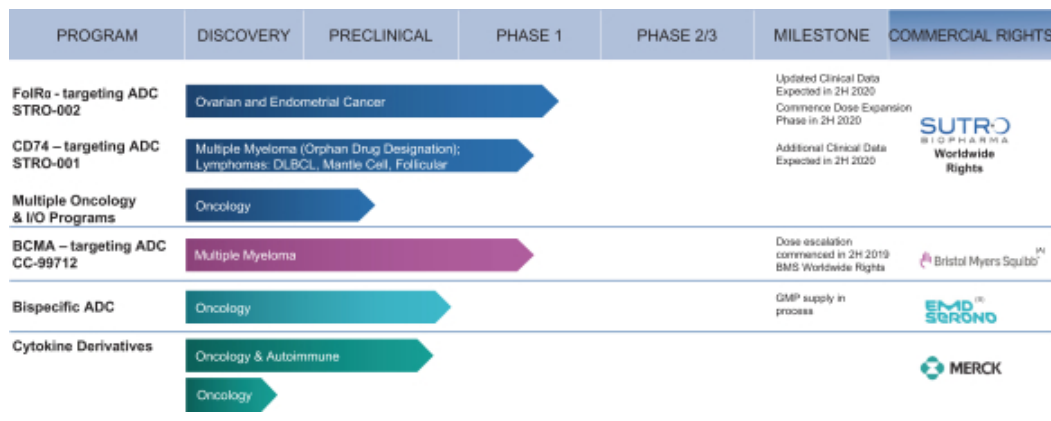 PROGRAM DISCOVERY PRECLINICAL PHASE 1 PHASE 2/3 MILESTONE COMMERCIAL RIGHTS
FolRα - targeting ADC
STRO-002
Ovarian and Endometrial Cancer
Updated Clinical Data
Expected in 2H 2020
Commence Dose Expansion
Phase in 2H 2020
CD74 – targeting ADC
STRO-001
Multiple Myeloma (Orphan Drug Designation);
Lymphomas: DLBCL, Mantle Cell, Follicular
Additional Clinical Data
Expected in 2H 2020
SUTRO
BIOPHARMA
Worldwide
Rights
Multiple Oncology
& I/O Programs
Oncology
BCMA – targeting ADC
CC-99712
Multiple Myeloma
Dose escalation
commenced in 2H 2019
BMS Worldwide Rights
Bristol Myers Squibb (A)
Bispecific ADC
Oncology
GMP supply in
process
EMD (B)
SERONO
Cytokine Derivatives
Oncology & Autoimmune
Oncology
MERCK